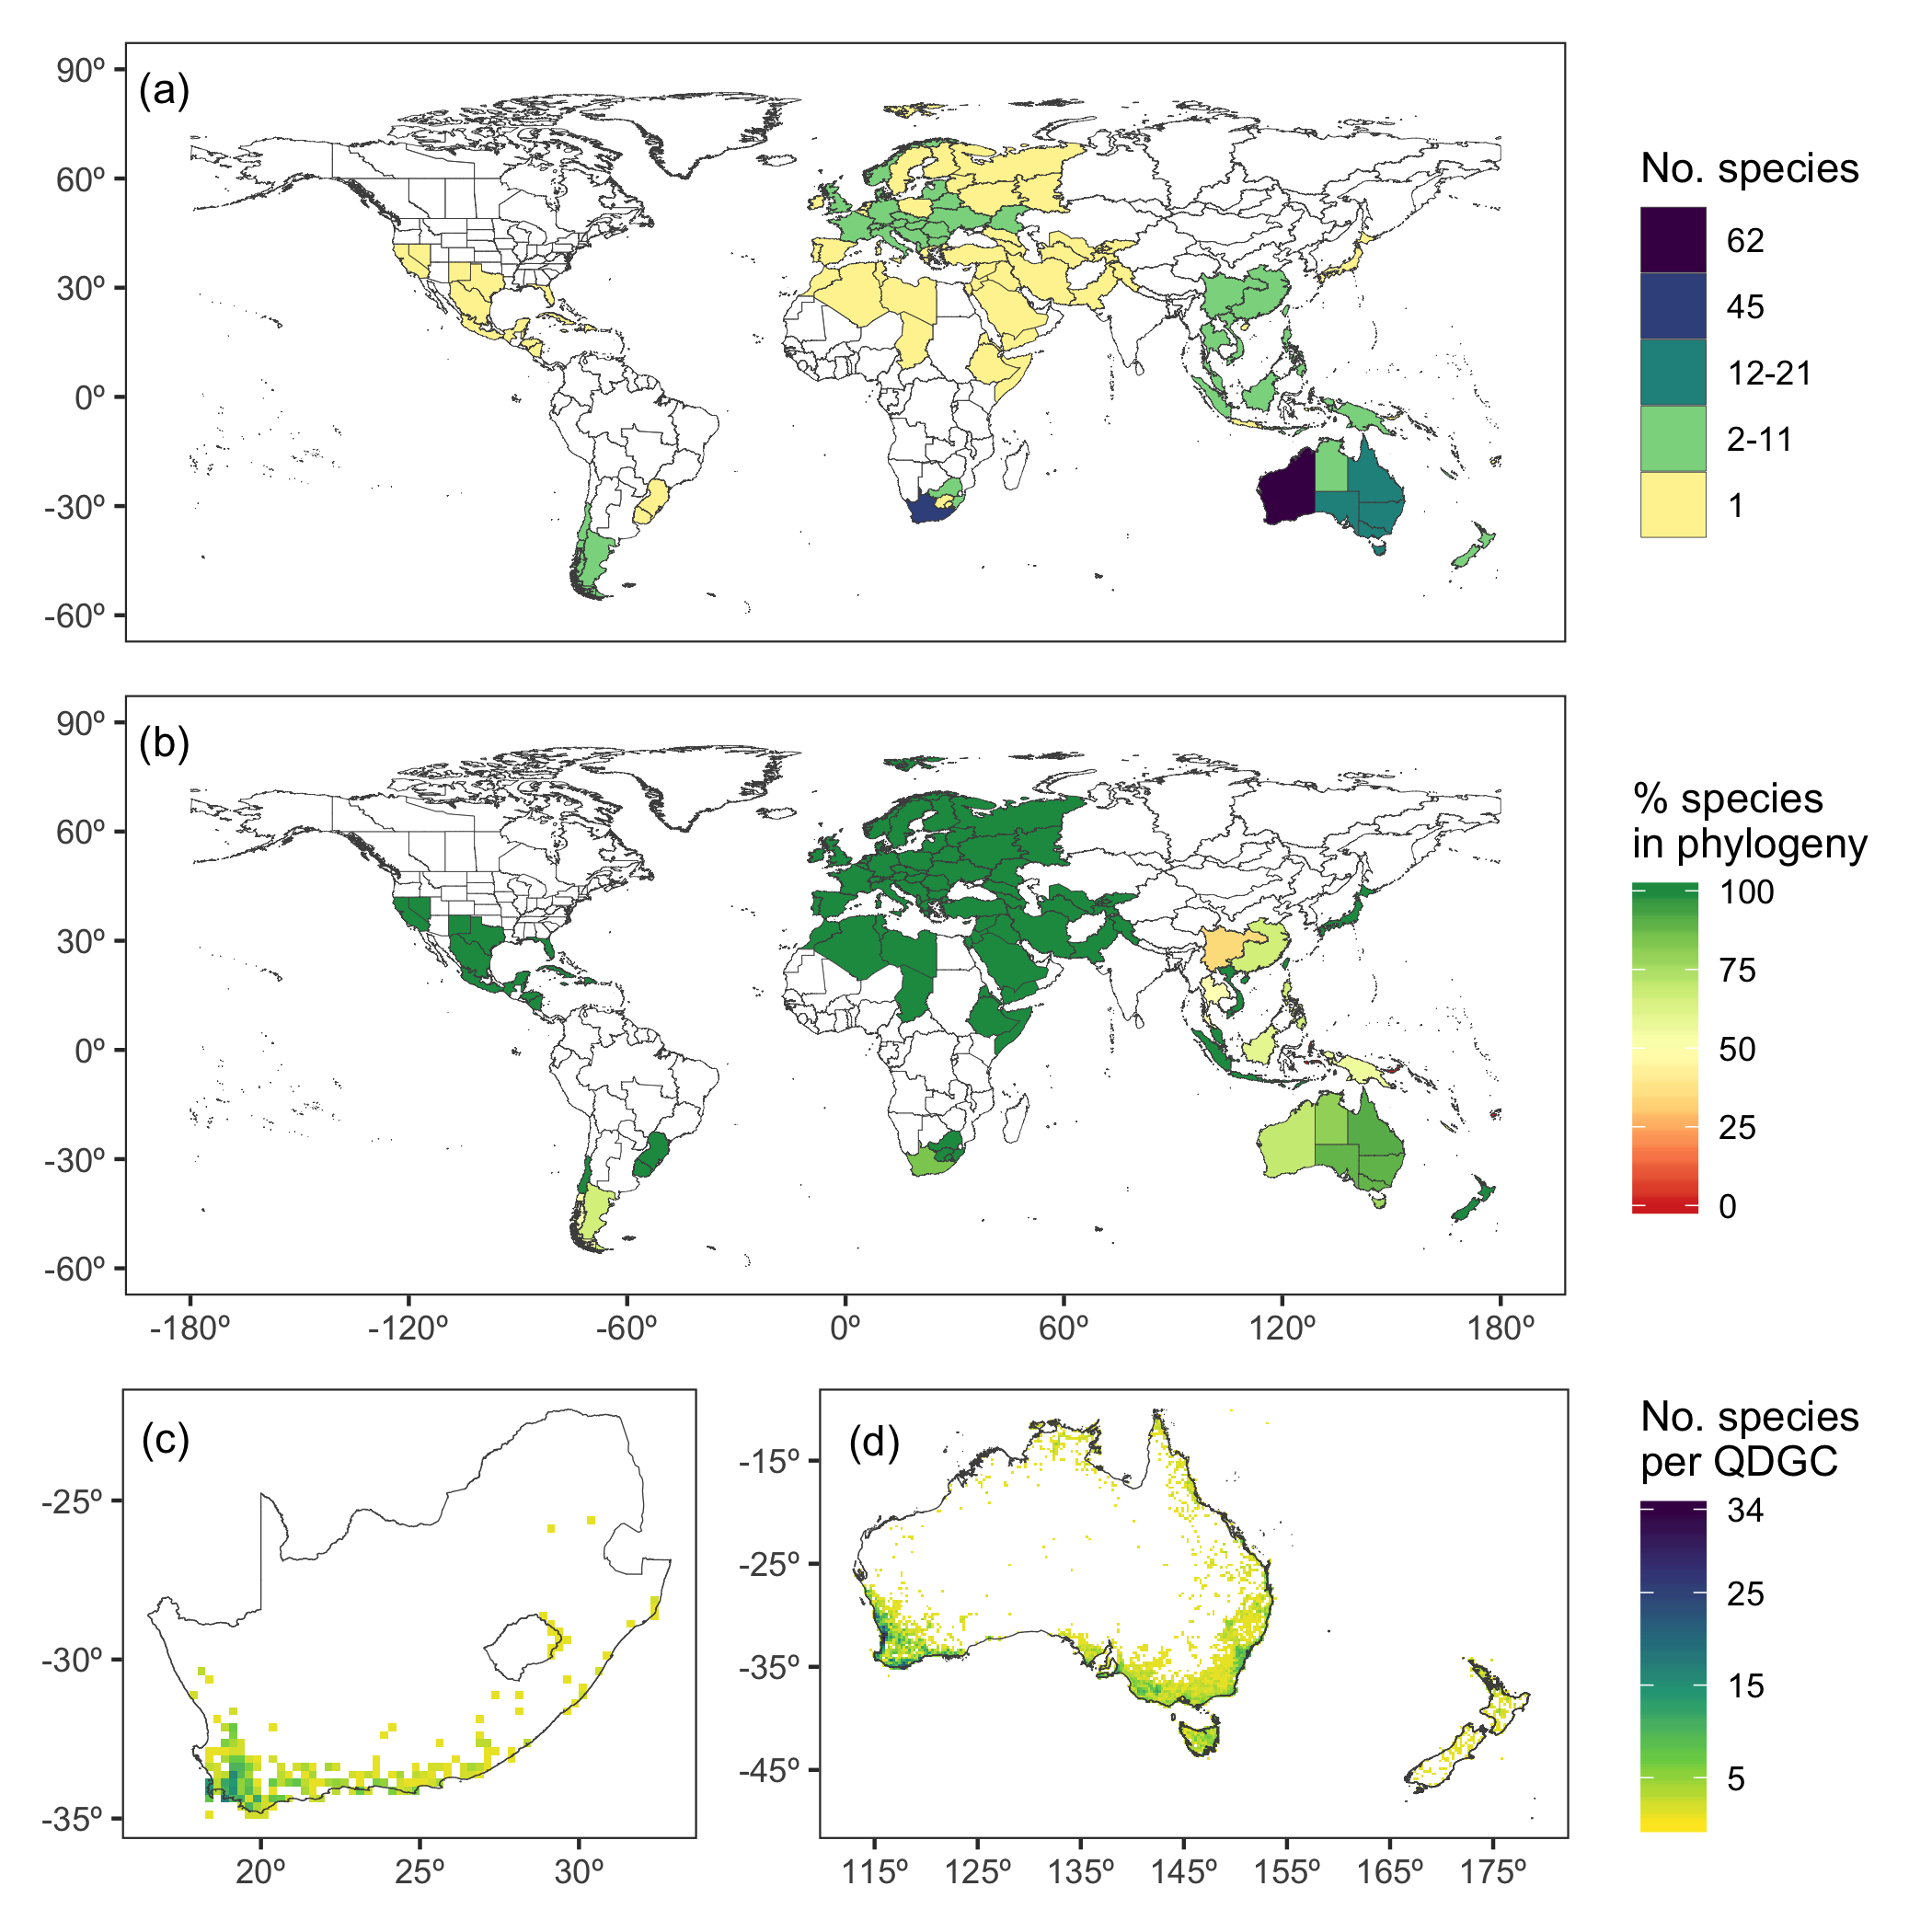 (a)
90º
60º
30º
0º
-30º
-60º
No. species
62
45
12-21
2-11
1
(b)
90º
60º
30º
0º
-30º
-60º
-180º -120º -60º 0º 60º 120º 180º
% species
in phylogeny
100
75
50
25
0
(c)
-25º
-30º
-35º
20º 25º 30º
(d)
-15º
-25º
-35º
-45º
115º 125º 135º 145º 155º 165º 175º
No. species
per QDGC
34
25
15
5